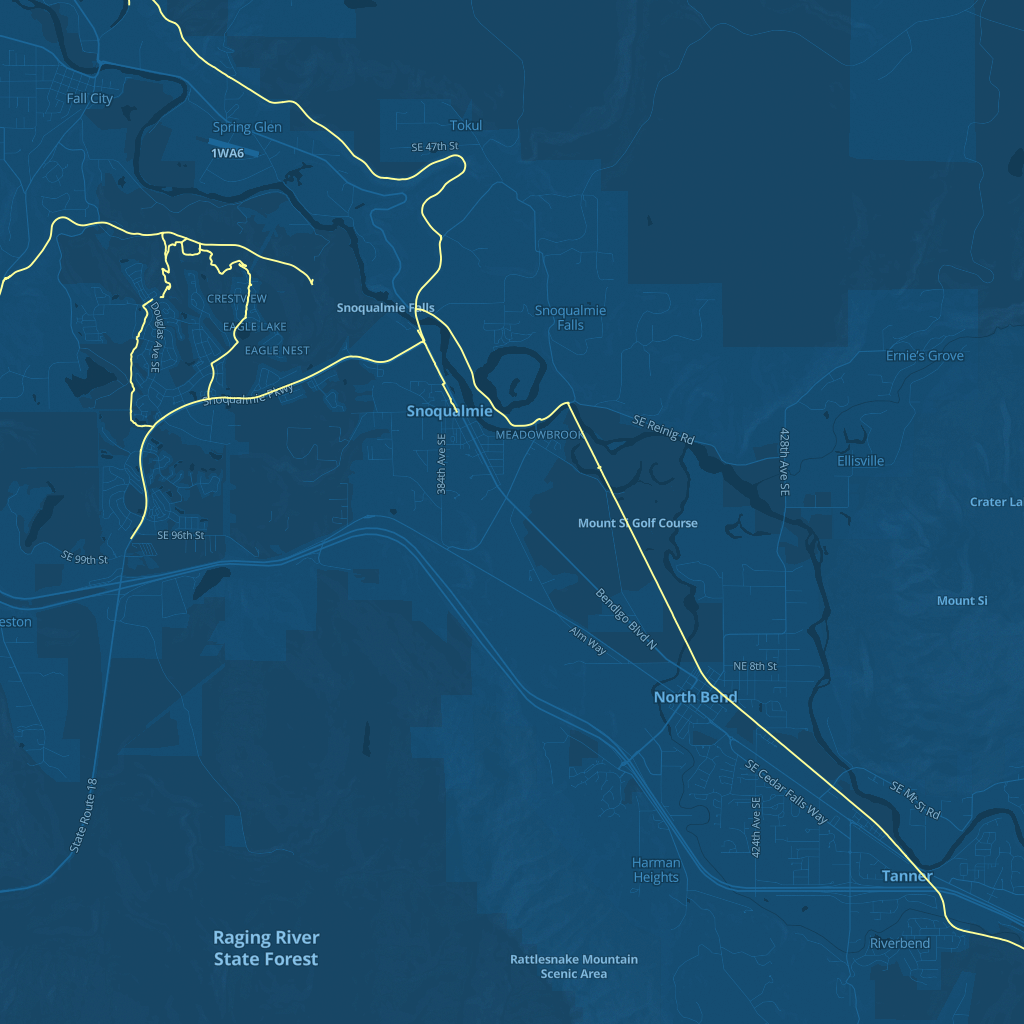 Fall City
Spring Glen
Tokul
SE 47th St
1WA6
CRESTVIEW
Snoqualmie Falls
Snoqualmie
Falls
Douglas Ave SE
EAGLE LAKE
EAGLE NEST
Ernie's Grove
Snoqualmie Pkwy
Snoqualmie
MEADOWBROOK
SE Reinig Rd
384th Ave SE
428th Ave SE
Ellisville
Crater La
Mount Si Golf Course
SE 96th St
SE 99th St
Mount Si
eston
Bendigo Blvd N
Alm Way
NE 8th St
North Bend
State Route 18
SE Cedar Falls Way
SE Mt Si Rd
424th Ave SE
Harman
Heights
Tanner
Raging River
State Forest
Riverbend
Rattlesnake Mountain
Scenic Area